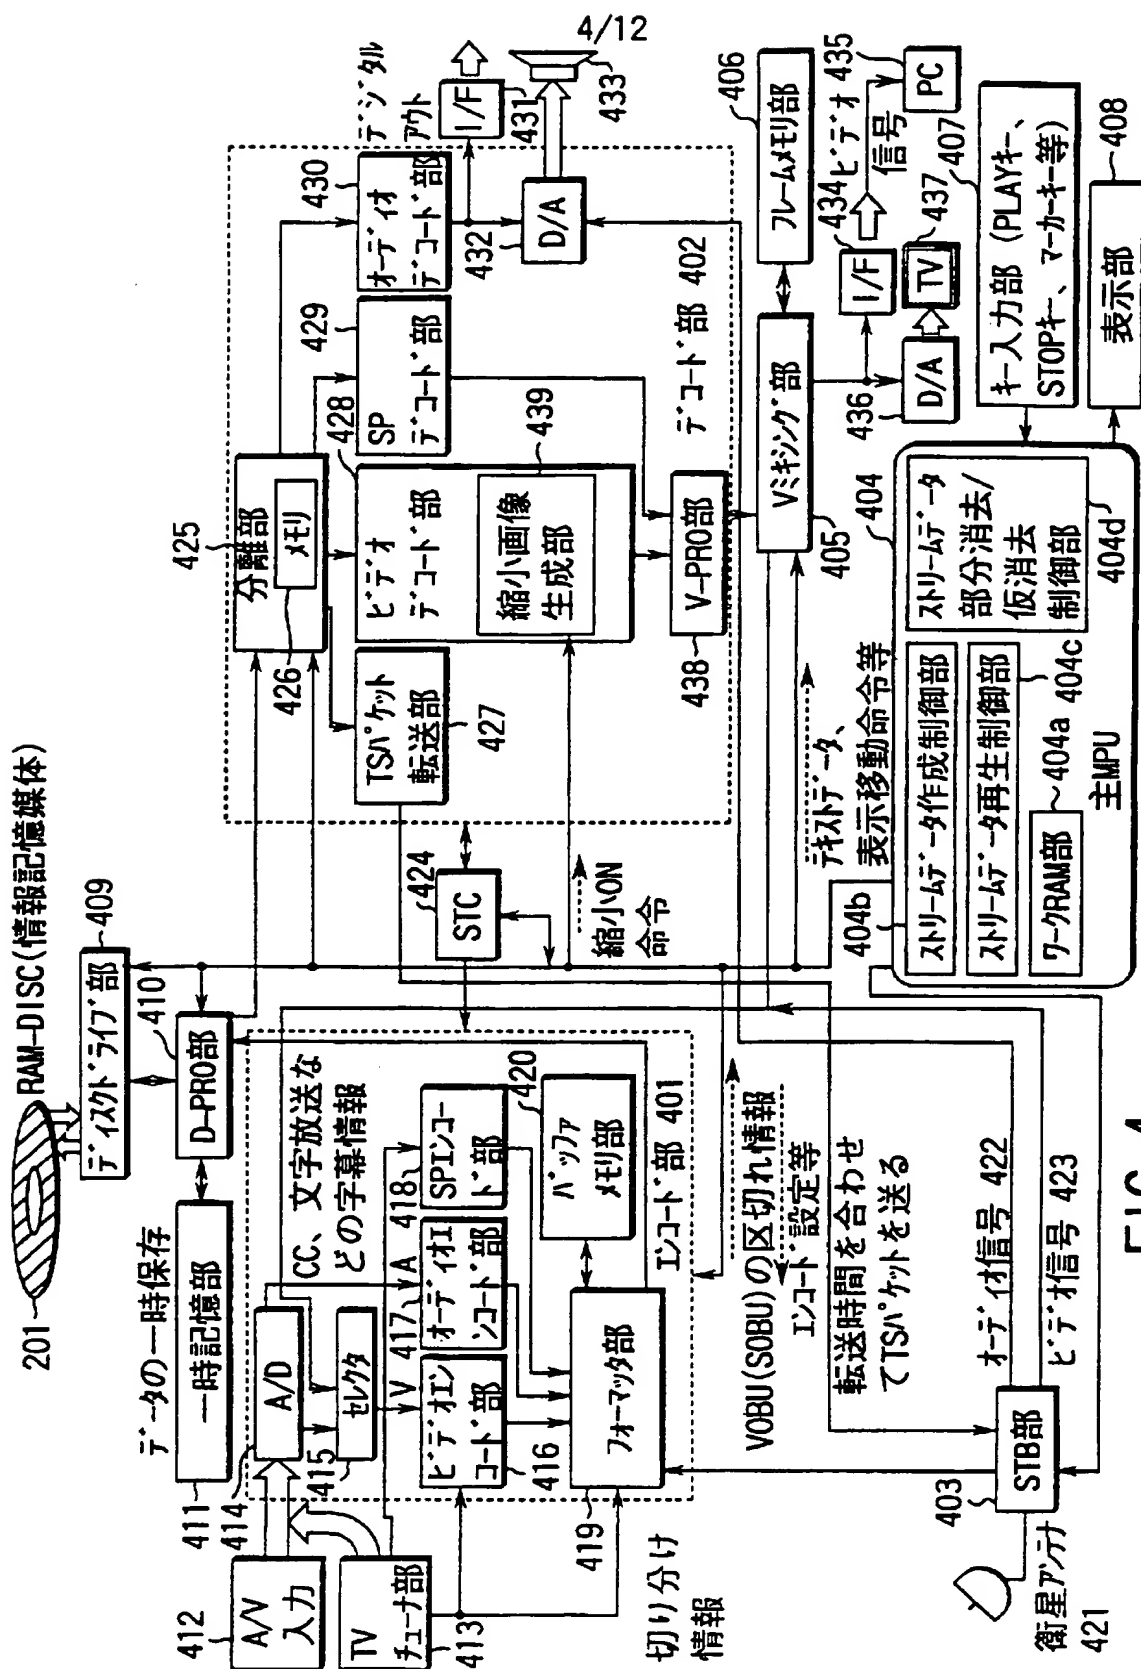 4/12
RAM-DISC(情報記憶媒体)
201
ディスクドライブ部
409
データの一時保存
一時記憶部
411
D-PRO部
410
A/V
入力
412
TV
チューナ部
413
A/D
414
セレクタ
415
CC、文字放送な
どの字幕情報
V
A
ビデオエン
コード部
416
オーディオエ
ンコード部
417
SPエンコー
ド部
418
フォーマッタ部
419
バッファ
メモリ部
420
エンコード部 401
切り分け
情報
STC
424
縮小ON
命令
VOBU(SOBU)の区切れ情報
エンコード設定等
転送時間を合わせ
てTSパケットを送る
オーディオ信号 422
ビデオ信号 423
STB部
403
衛星アンテナ
421
分離部
425
メモリ
426
TSパケット
転送部
427
ビデオ
デコード部
428
縮小画像
生成部
439
SP
デコード部
429
オーディオ
デコード部
430
V-PRO部
438
デコード部 402
デジタル
アウト
I/F
431
D/A
432
433
Vミキシング部
405
フレームメモリ部
406
I/F
434
ビデオ
信号
PC
435
D/A
436
TV
437
テキストデータ、
表示移動命令等
キー入力部 (PLAYキー、
STOPキー、マーカーキー等)
407
表示部
408
404
ストリームデータ作成制御部
404b
ストリームデータ再生制御部
404c
ワークRAM部
404a
ストリームデータ
部分消去/
仮消去
制御部
404d
主MPU